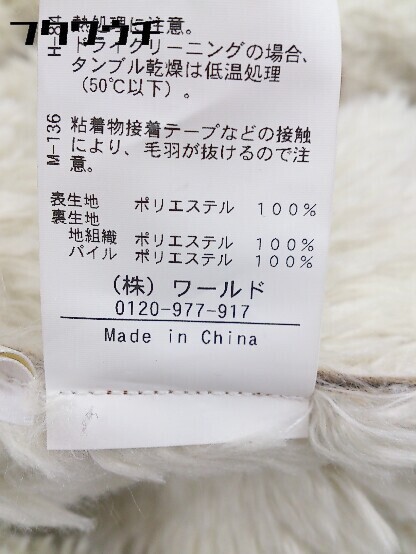 フクウロウチ
H-84 熱処理に注意。
ドライクリーニングの場合、
タンブル乾燥は低温処理
(50℃以下)。
M-136 粘着物接着テープなどの接触
により、毛羽が抜けるので注
意。
表生地 ポリエステル 100%
裏生地
地組織 ポリエステル 100%
パイル ポリエステル 100%
(株) ワールド
0120-977-917
Made in China